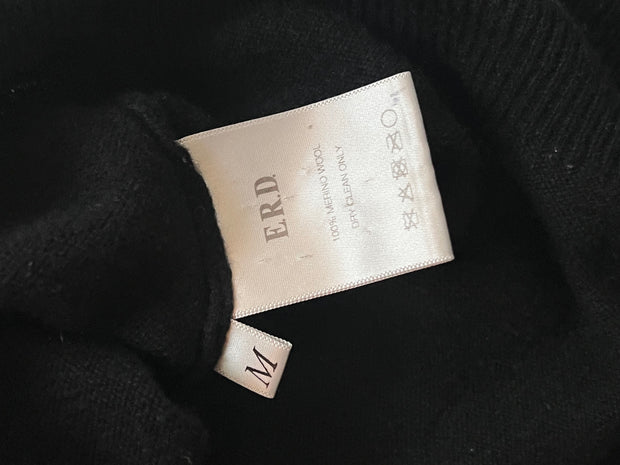 E.R.D.
100% MERINO WOOL
DRY CLEAN ONLY
M